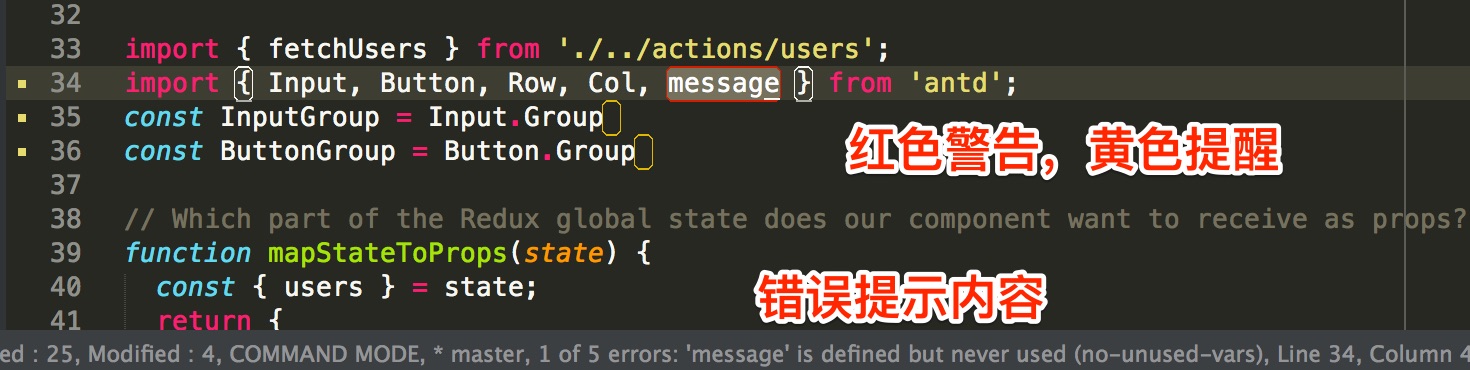 32
33 import { fetchUsers } from './../actions/users';
34 import { Input, Button, Row, Col, message } from 'antd';
35 const InputGroup = Input.Group
36 const ButtonGroup = Button.Group
红色警告，黄色提醒
37
38 // Which part of the Redux global state does our component want to receive as props?
39 function mapStateToProps(state) {
40 const { users } = state;
错误提示内容
41 return {
ed : 25, Modified : 4, COMMAND MODE, * master, 1 of 5 errors: 'message' is defined but never used (no-unused-vars), Line 34, Column 4